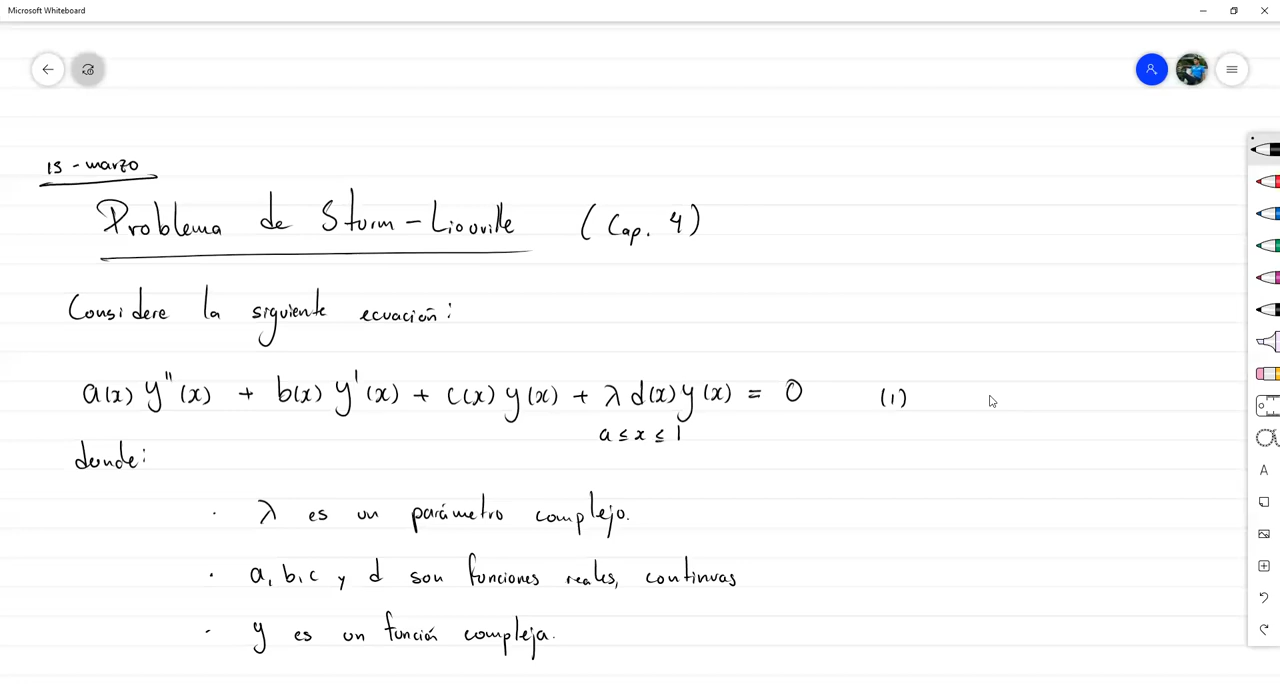 Microsoft Whiteboard
15 - marzo
Problema de Sturm - Liouville (Cap. 4)
Considere la siguiente ecuación:
a(x) y''(x) + b(x) y'(x) + c(x) y(x) + λ d(x) y(x) = 0 (1)
a ≤ x ≤ 1
donde:
· λ es un parámetro complejo.
· a, b, c y d son funciones reales, continuas
· y es un función compleja.
A